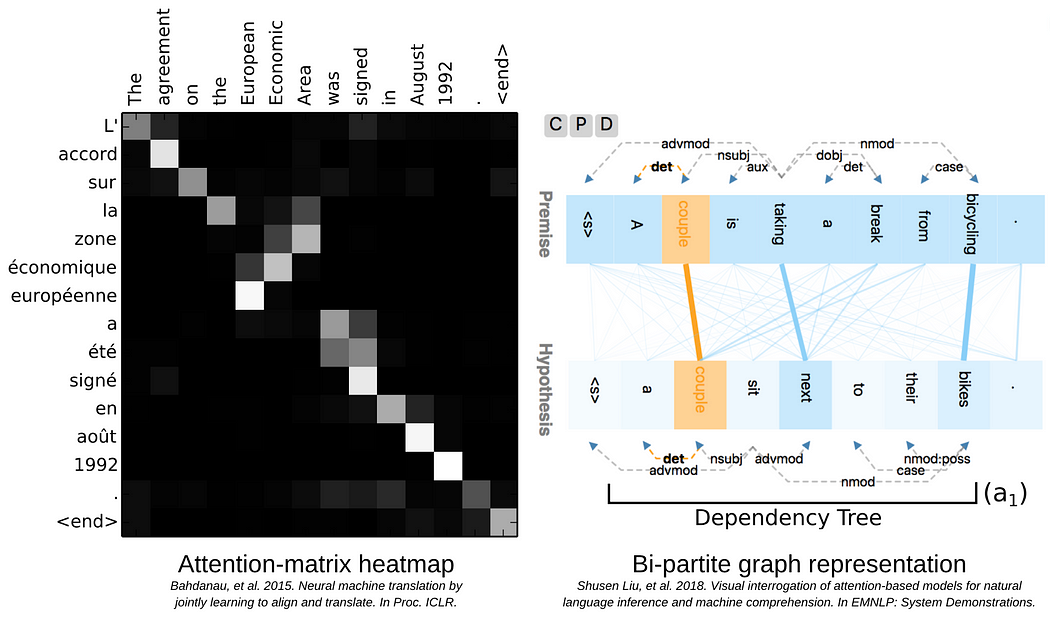 The agreement on the European Economic Area was signed in August 1992 . <end>
L'
accord
sur
la
zone
économique
européenne
a
été
signé
en
août
1992
.
<end>
Attention-matrix heatmap
Bahdanau, et al. 2015. Neural machine translation by
jointly learning to align and translate. In Proc. ICLR.
C P D
advmod nmod
nsubj dobj
det aux det case
Premise
<s> A couple is taking a break from bicycling .
Hypothesis
<s> a couple sit next to their bikes .
det nsubj advmod nmod:poss
advmod case
nmod
(a1)
Dependency Tree
Bi-partite graph representation
Shusen Liu, et al. 2018. Visual interrogation of attention-based models for natural
language inference and machine comprehension. In EMNLP: System Demonstrations.